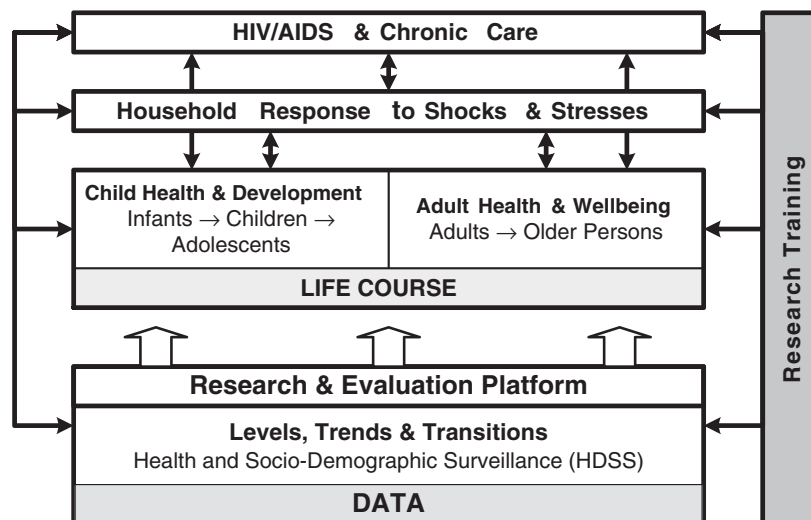 HIV/AIDS & Chronic Care
Household Response to Shocks & Stresses
Child Health & Development
Infants → Children →
Adolescents
Adult Health & Wellbeing
Adults → Older Persons
LIFE COURSE
Research & Evaluation Platform
Levels, Trends & Transitions
Health and Socio-Demographic Surveillance (HDSS)
DATA
Research Training